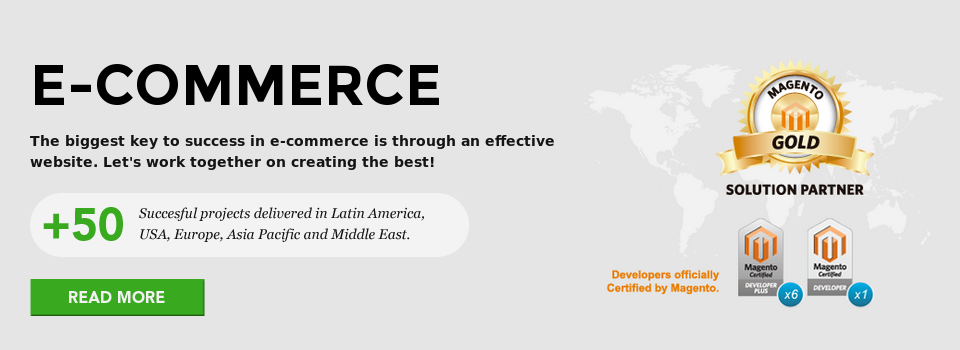 E-COMMERCE
The biggest key to success in e-commerce is through an effective
website. Let's work together on creating the best!
+50
Succesful projects delivered in Latin America,
USA, Europe, Asia Pacific and Middle East.
READ MORE
MAGENTO
GOLD
SOLUTION PARTNER
Developers officially
Certified by Magento.
Magento
Certified
DEVELOPER
PLUS
x6
Magento
Certified
DEVELOPER
x1